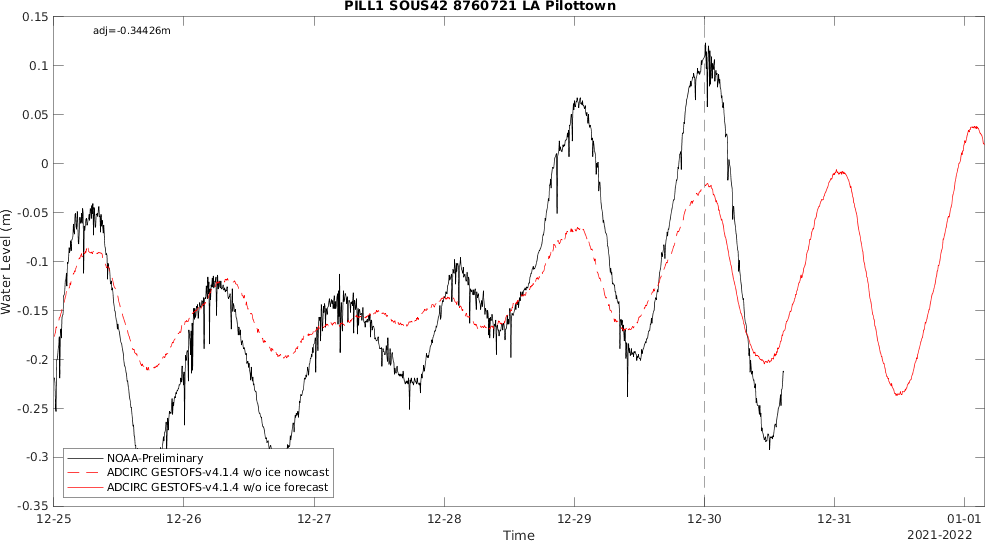 PILL1 SOUS42 8760721 LA Pilottown
adj=-0.34426m
0.15
0.1
0.05
0
-0.05
-0.1
-0.15
-0.2
-0.25
-0.3
-0.35
Water Level (m)
NOAA-Preliminary
ADCIRC GESTOFS-v4.1.4 w/o ice nowcast
ADCIRC GESTOFS-v4.1.4 w/o ice forecast
12-25 12-26 12-27 12-28 12-29 12-30 12-31 01-01
Time
2021-2022